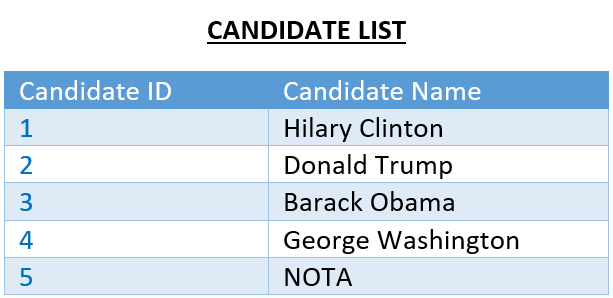 CANDIDATE LIST
Candidate ID Candidate Name
1 Hilary Clinton
2 Donald Trump
3 Barack Obama
4 George Washington
5 NOTA